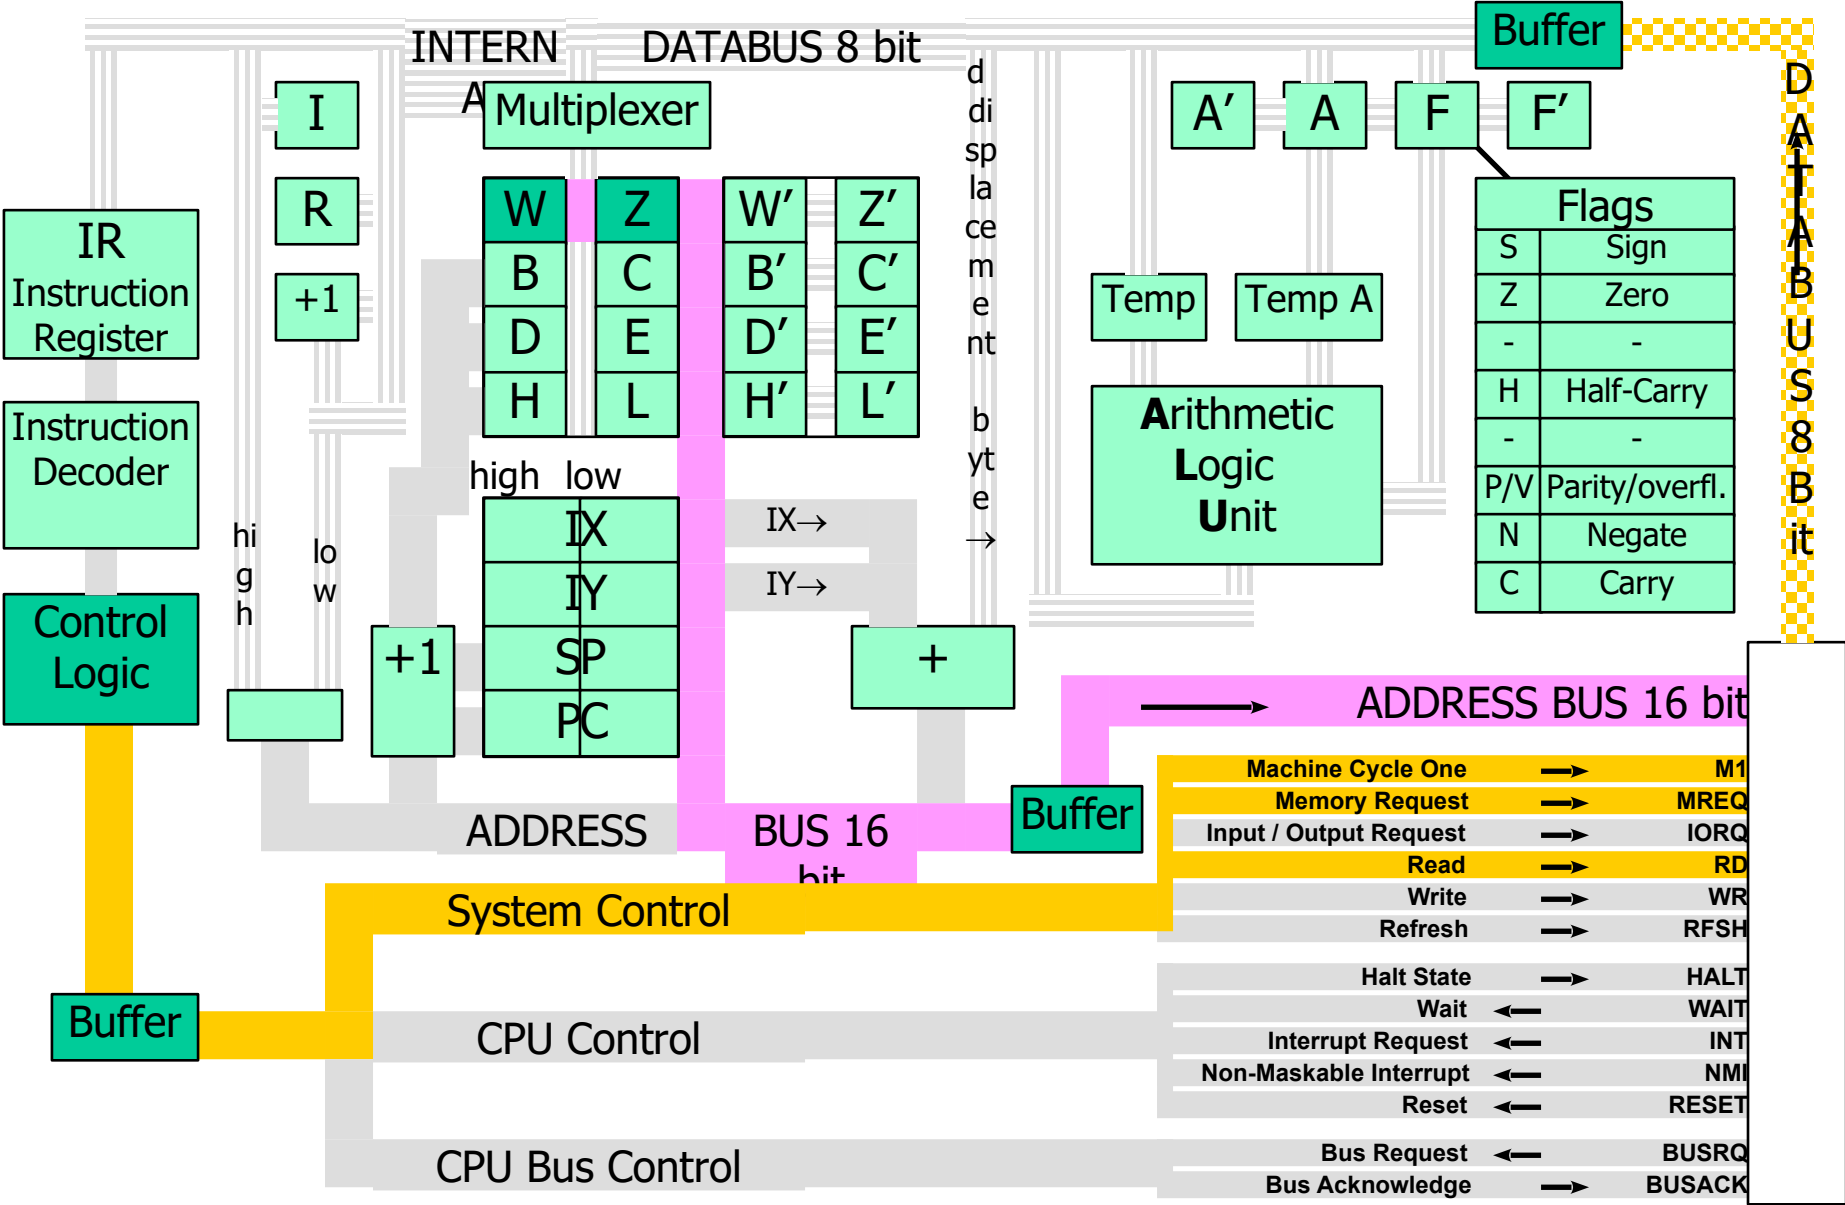 INTERN
DATABUS 8 bit
A
Buffer
I
Multiplexer
A′
A
F
F′
R
W
Z
W′
Z′
B
C
B′
C′
D
E
D′
E′
H
L
H′
L′
IR
Instruction
Register
+1
Instruction
Decoder
Control
Logic
hi
g
h
lo
w
high low
IX
IY
SP
PC
+1
IX→
IY→
+
d
di
sp
la
ce
m
e
nt
b
yt
e
→
Temp
Temp A
Arithmetic
Logic
Unit
Flags
S Sign
Z Zero
- -
H Half-Carry
- -
P/V Parity/overfl.
N Negate
C Carry
D
A
T
A
B
U
S
8
B
it
ADDRESS BUS 16 bit
ADDRESS
BUS 16
bit
Buffer
Machine Cycle One M1
Memory Request MREQ
Input / Output Request IORQ
Read RD
Write WR
Refresh RFSH
System Control
Halt State HALT
Wait WAIT
Interrupt Request INT
Non-Maskable Interrupt NMI
Reset RESET
Buffer
CPU Control
Bus Request BUSRQ
Bus Acknowledge BUSACK
CPU Bus Control